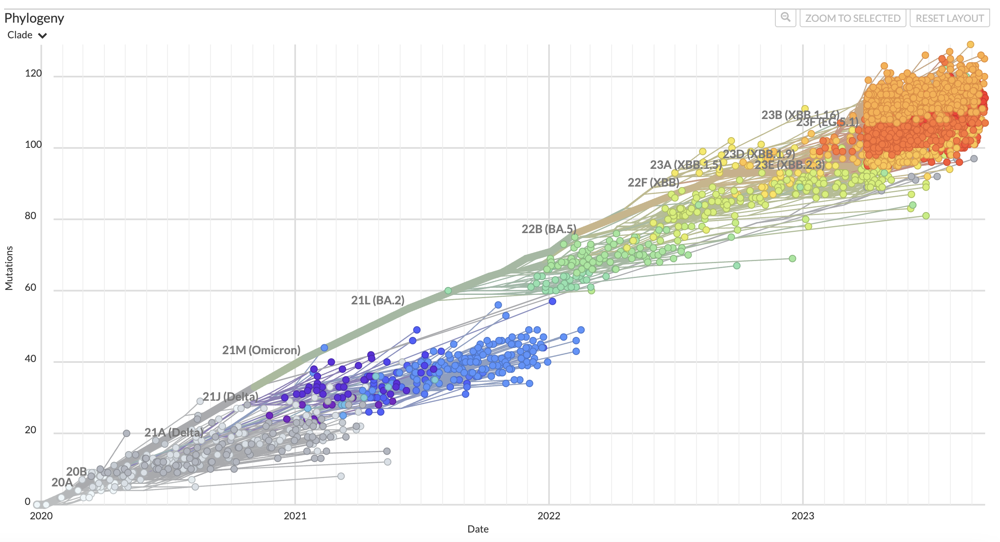 Phylogeny
ZOOM TO SELECTED
RESET LAYOUT
Clade
120
100
80
60
40
20
0
Mutations
23B (XBB.1.16)
23F (EG.5.1)
23D (XBB.1.9)
23A (XBB.1.5)
23E (XBB.2.3)
22F (XBB)
22B (BA.5)
21L (BA.2)
21M (Omicron)
21J (Delta)
21A (Delta)
20B
20A
2020
2021
2022
2023
Date